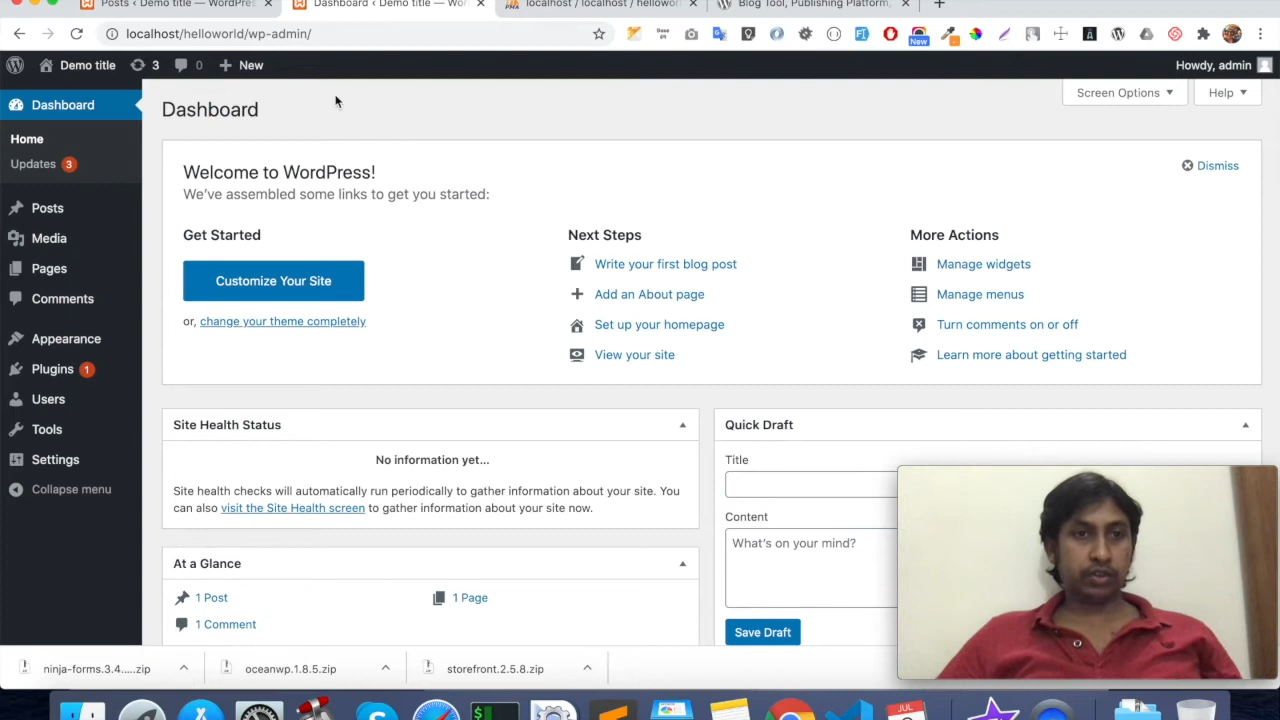 Posts ‹ Demo title — WordPres
Dashboard ‹ Demo title — Wor
localhost / localhost / hellowor
Blog Tool, Publishing Platform,
localhost/helloworld/wp-admin/
New
Demo title
3
0
New
Howdy, admin
Dashboard
Home
Updates 3
Posts
Media
Pages
Comments
Appearance
Plugins 1
Users
Tools
Settings
Collapse menu
Dashboard
Screen Options
Help
Welcome to WordPress!
We've assembled some links to get you started:
Dismiss
Get Started
Customize Your Site
or, change your theme completely
Next Steps
Write your first blog post
Add an About page
Set up your homepage
View your site
More Actions
Manage widgets
Manage menus
Turn comments on or off
Learn more about getting started
Site Health Status
No information yet...
Site health checks will automatically run periodically to gather information about your site. You
can also visit the Site Health screen to gather information about your site now.
At a Glance
1 Post
1 Page
1 Comment
Quick Draft
Title
Content
What's on your mind?
Save Draft
ninja-forms.3.4.....zip
oceanwp.1.8.5.zip
storefront.2.5.8.zip
JUL